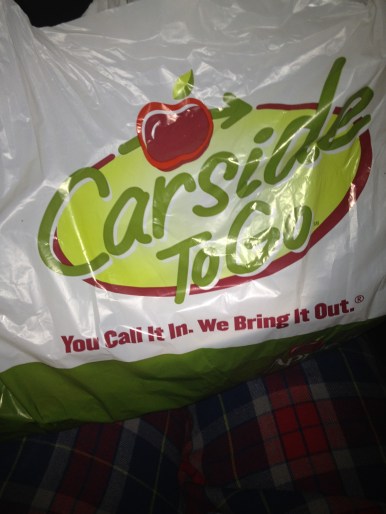 Carside
To Go
You Call It In. We Bring It Out.®